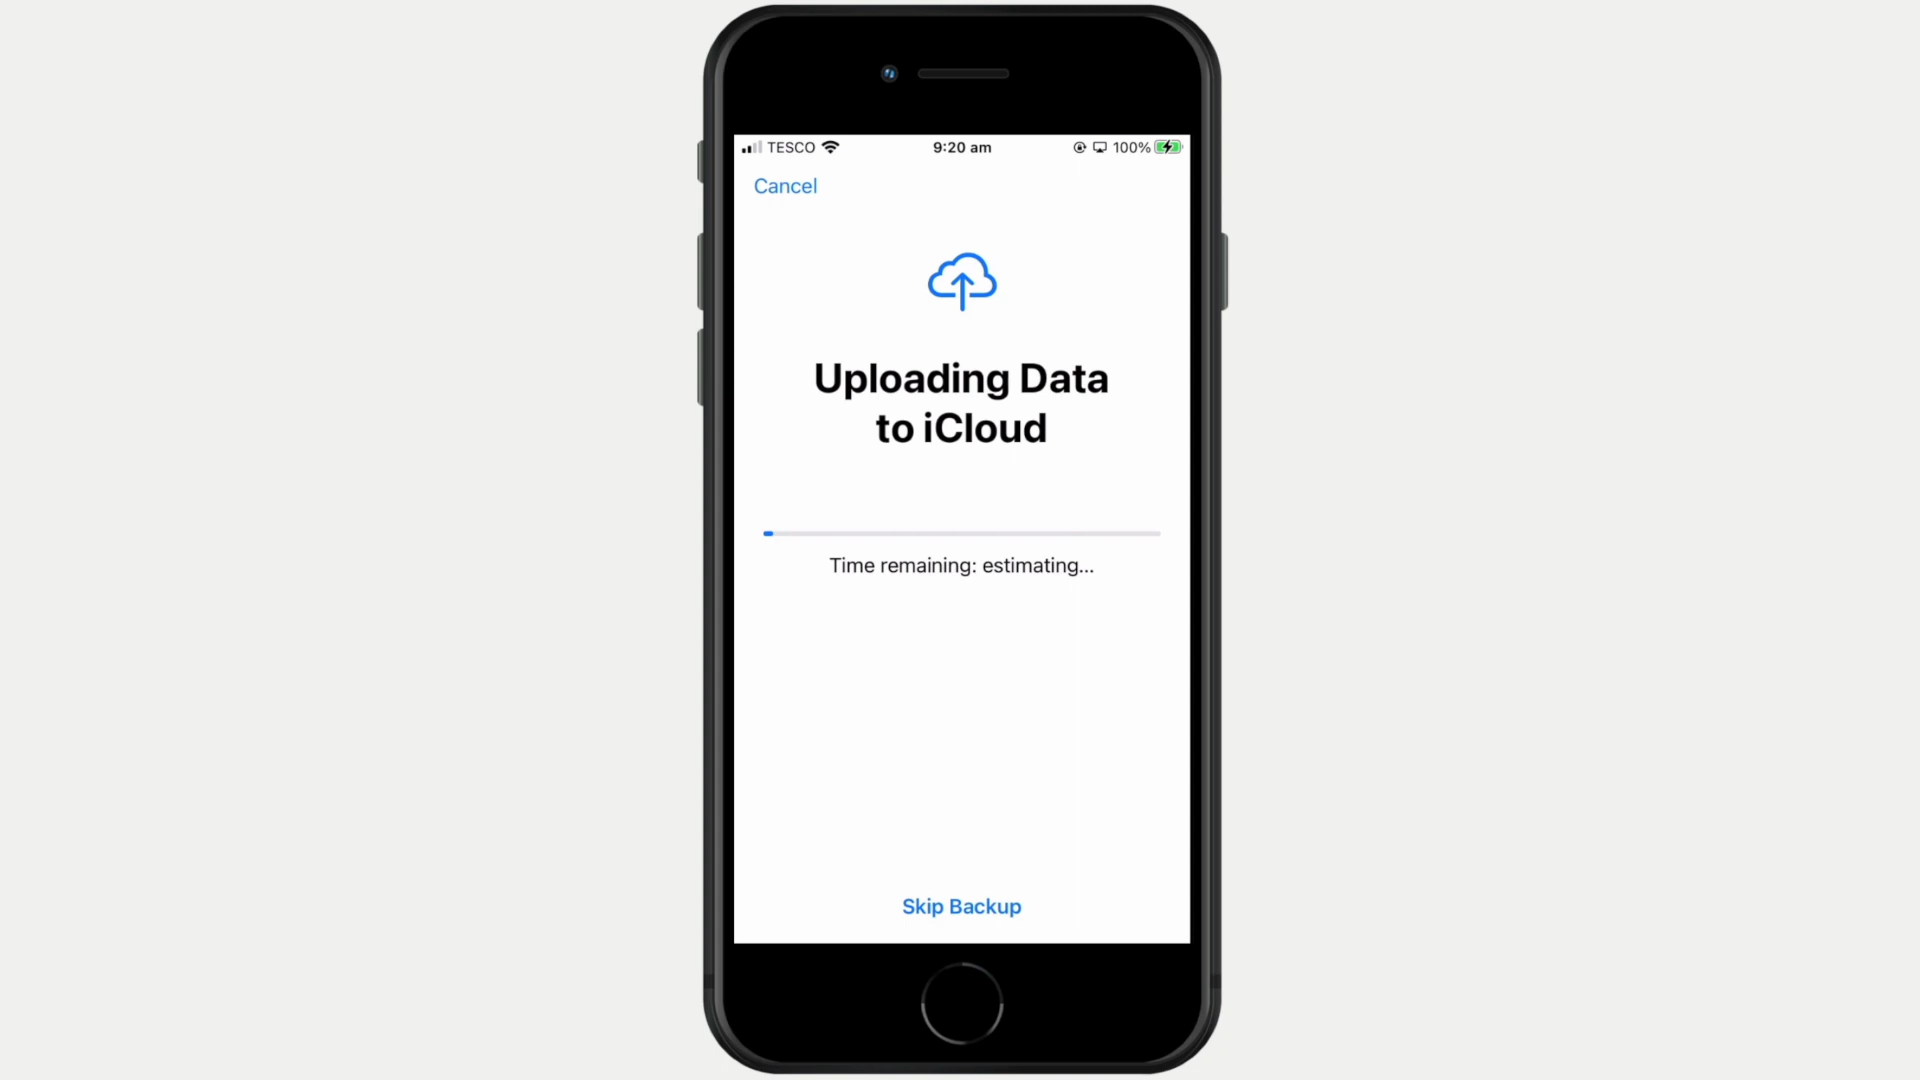 TESCO 9:20 am 100%
Cancel
Uploading Data
to iCloud
Time remaining: estimating...
Skip Backup